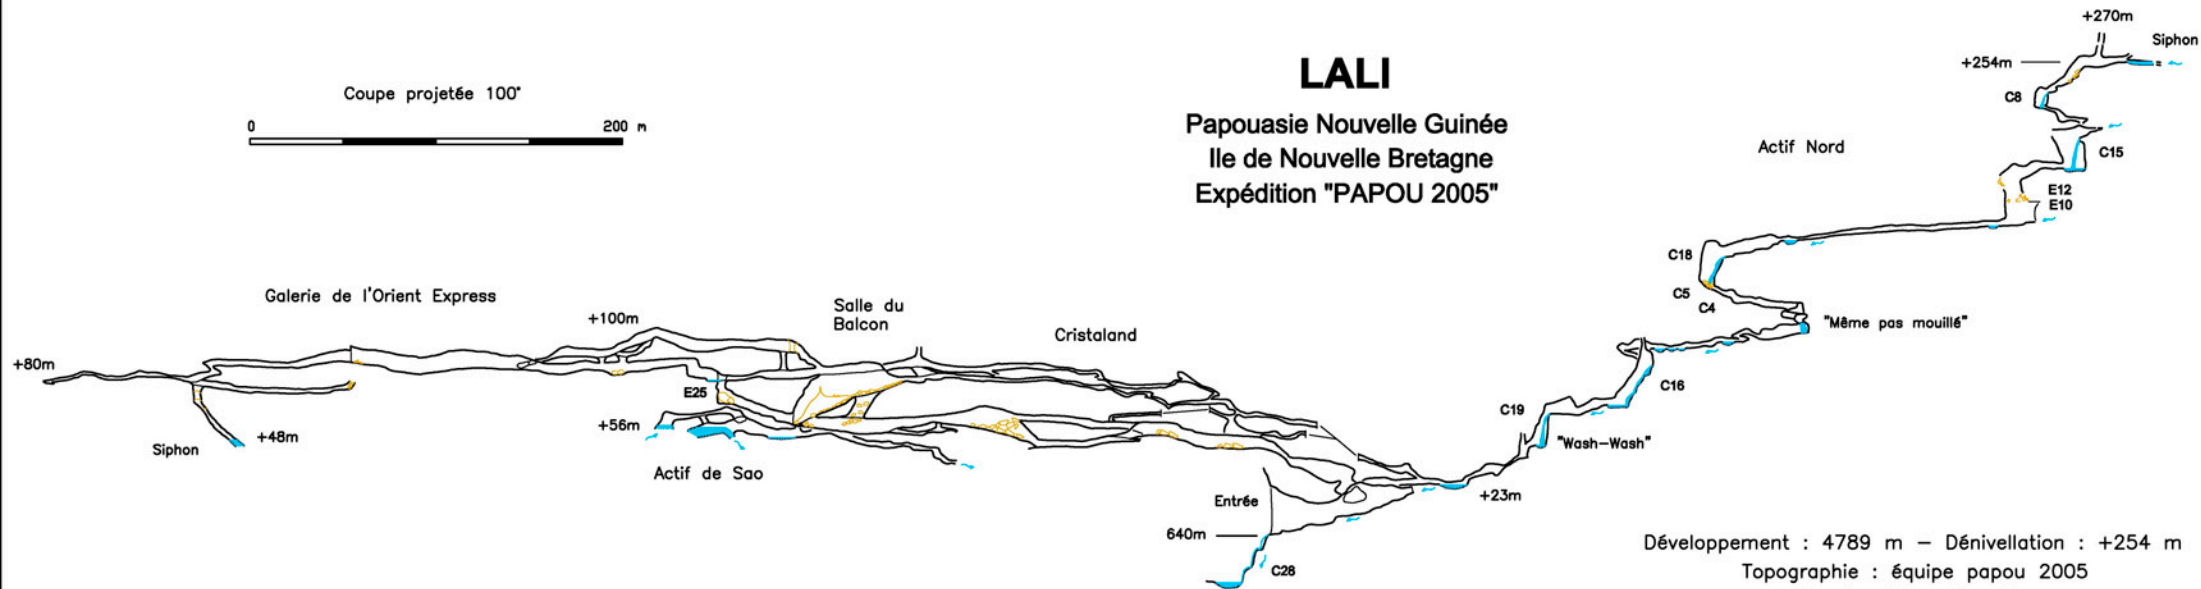 LALI
Papouasie Nouvelle Guinée
Ile de Nouvelle Bretagne
Expédition "PAPOU 2005"
Coupe projetée 100°
0 200 m
+270m
Siphon
+254m
C8
Actif Nord
C15
E12
E10
C18
C5
C4
"Même pas mouillé"
C16
C19
"Wash-Wash"
Galerie de l'Orient Express
+100m
Salle du
Balcon
Cristaland
+80m
E25
+56m
Siphon
+48m
Actif de Sao
Entrée
+23m
640m
C28
Développement : 4789 m – Dénivellation : +254 m
Topographie : équipe papou 2005